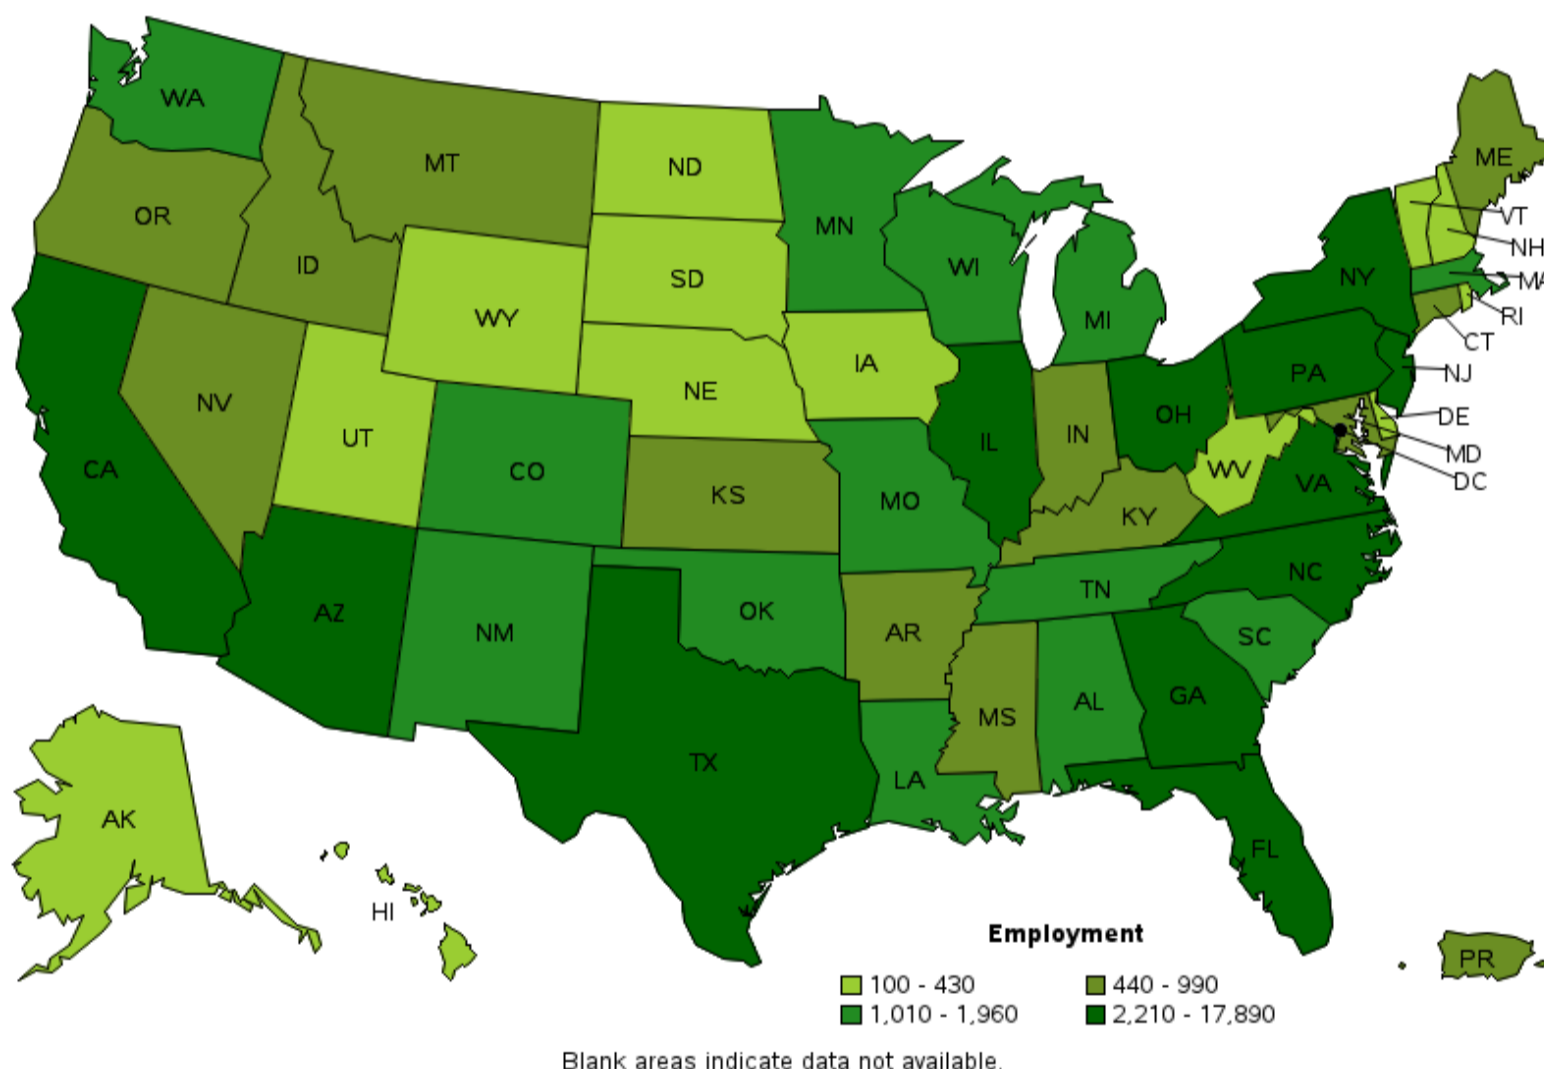 WA
MT
ND
ME
OR
MN
VT
ID
WI
NH
SD
NY
MA
WY
MI
RI
CT
IA
NV
NE
PA
NJ
UT
OH
DE
IN
IL
MD
CA
CO
WV
DC
KS
VA
MO
KY
NC
TN
AZ
OK
NM
AR
SC
GA
AL
MS
TX
LA
AK
FL
HI
Employment
PR
100 - 430 440 - 990
1,010 - 1,960 2,210 - 17,890
Blank areas indicate data not available.